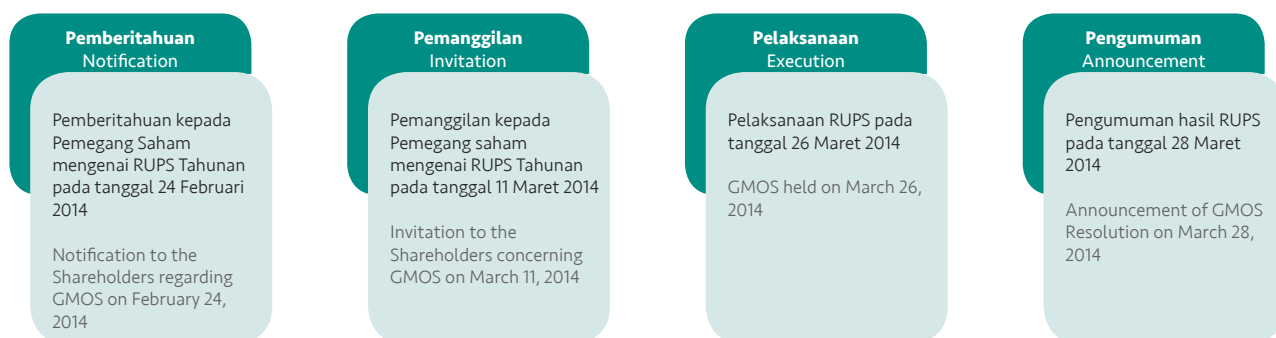 Pemberitahuan
Notification
Pemberitahuan kepada
Pemegang Saham
mengenai RUPS Tahunan
pada tanggal 24 Februari
2014
Notification to the
Shareholders regarding
GMOS on February 24,
2014
Pemanggilan
Invitation
Pemanggilan kepada
Pemegang saham
mengenai RUPS Tahunan
pada tanggal 11 Maret 2014
Invitation to the
Shareholders concerning
GMOS on March 11, 2014
Pelaksanaan
Execution
Pelaksanaan RUPS pada
tanggal 26 Maret 2014
GMOS held on March 26,
2014
Pengumuman
Announcement
Pengumuman hasil RUPS
pada tanggal 28 Maret
2014
Announcement of GMOS
Resolution on March 28,
2014